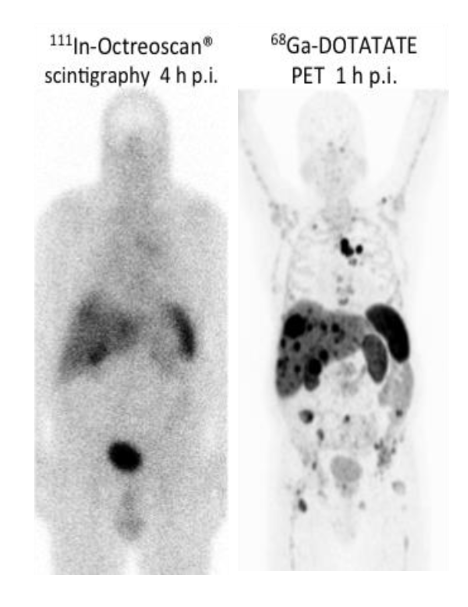 ¹¹¹In-Octreoscan®
scintigraphy 4 h p.i.
⁶⁸Ga-DOTATATE
PET 1 h p.i.